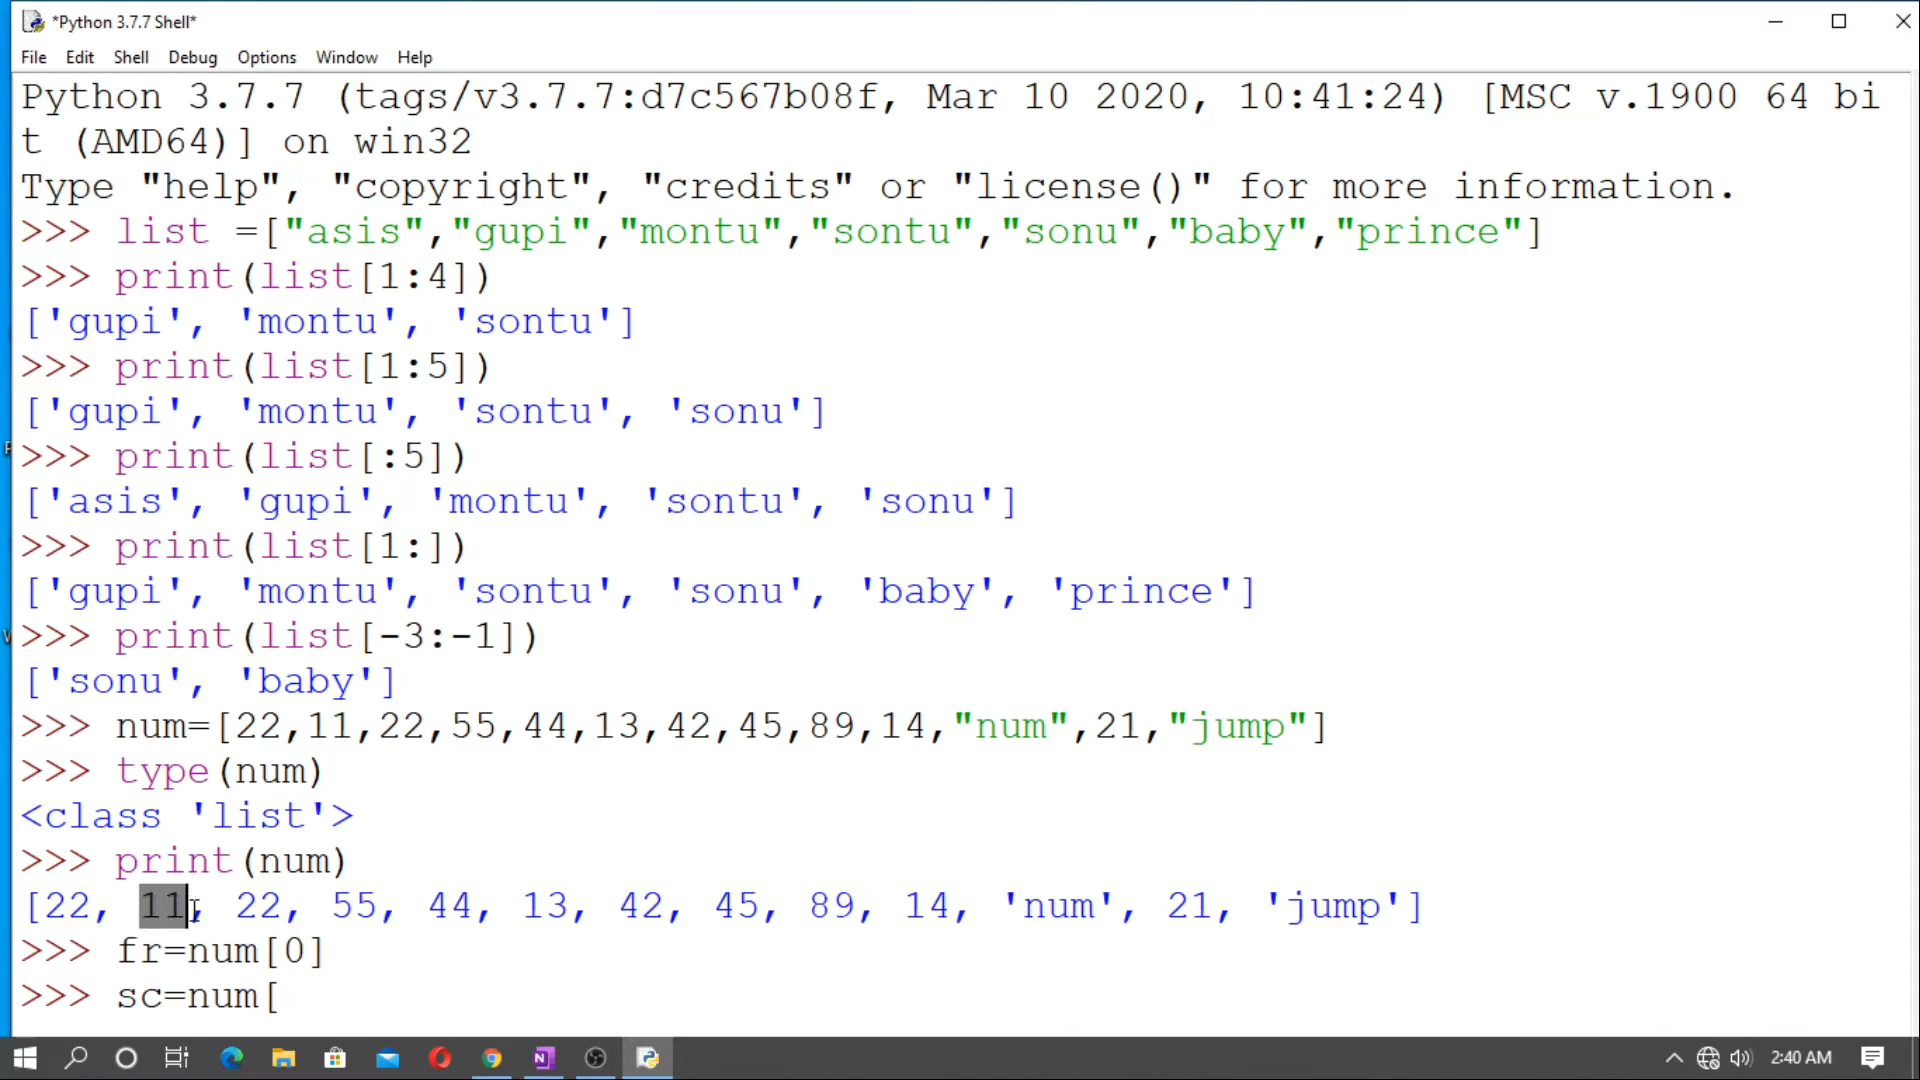 *Python 3.7.7 Shell*
File Edit Shell Debug Options Window Help
Python 3.7.7 (tags/v3.7.7:d7c567b08f, Mar 10 2020, 10:41:24) [MSC v.1900 64 bi
t (AMD64)] on win32
Type "help", "copyright", "credits" or "license()" for more information.
>>> list =["asis","gupi","montu","sontu","sonu","baby","prince"]
>>> print(list[1:4])
['gupi', 'montu', 'sontu']
>>> print(list[1:5])
['gupi', 'montu', 'sontu', 'sonu']
>>> print(list[:5])
['asis', 'gupi', 'montu', 'sontu', 'sonu']
>>> print(list[1:])
['gupi', 'montu', 'sontu', 'sonu', 'baby', 'prince']
>>> print(list[-3:-1])
['sonu', 'baby']
>>> num=[22,11,22,55,44,13,42,45,89,14,"num",21,"jump"]
>>> type(num)
<class 'list'>
>>> print(num)
[22, 11, 22, 55, 44, 13, 42, 45, 89, 14, 'num', 21, 'jump']
>>> fr=num[0]
>>> sc=num[
2:40 AM